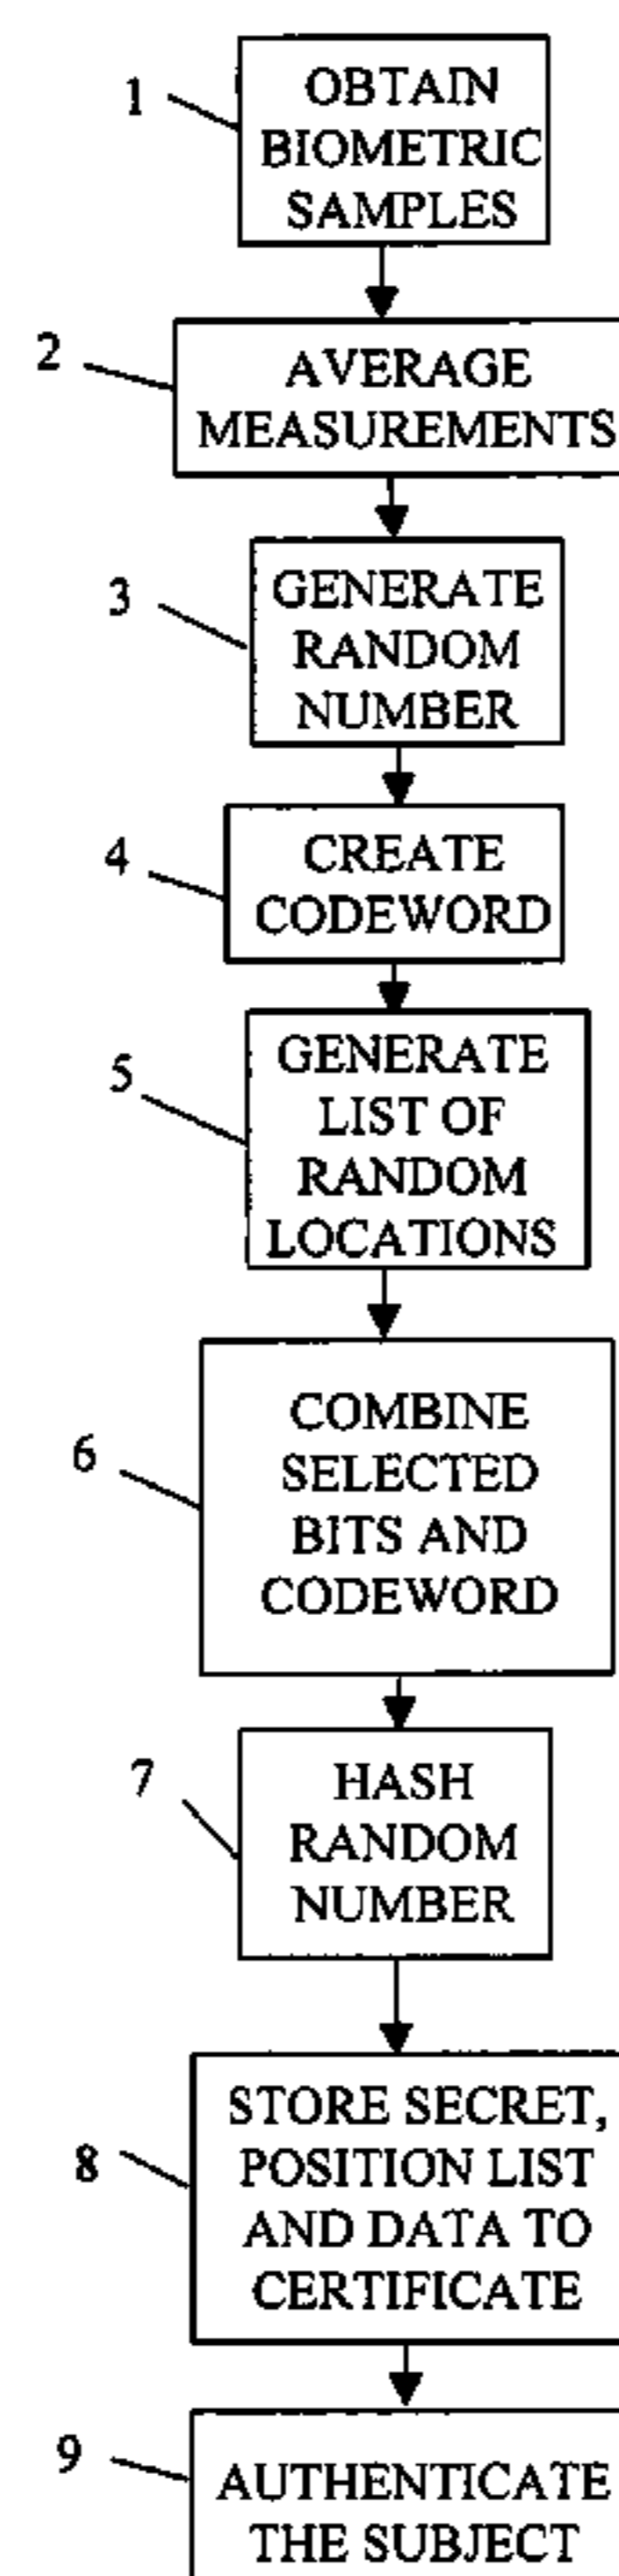 1
OBTAIN
BIOMETRIC
SAMPLES
2
AVERAGE
MEASUREMENTS
3
GENERATE
RANDOM
NUMBER
4
CREATE
CODEWORD
5
GENERATE
LIST OF
RANDOM
LOCATIONS
6
COMBINE
SELECTED
BITS AND
CODEWORD
7
HASH
RANDOM
NUMBER
8
STORE SECRET,
POSITION LIST
AND DATA TO
CERTIFICATE
9
AUTHENTICATE
THE SUBJECT